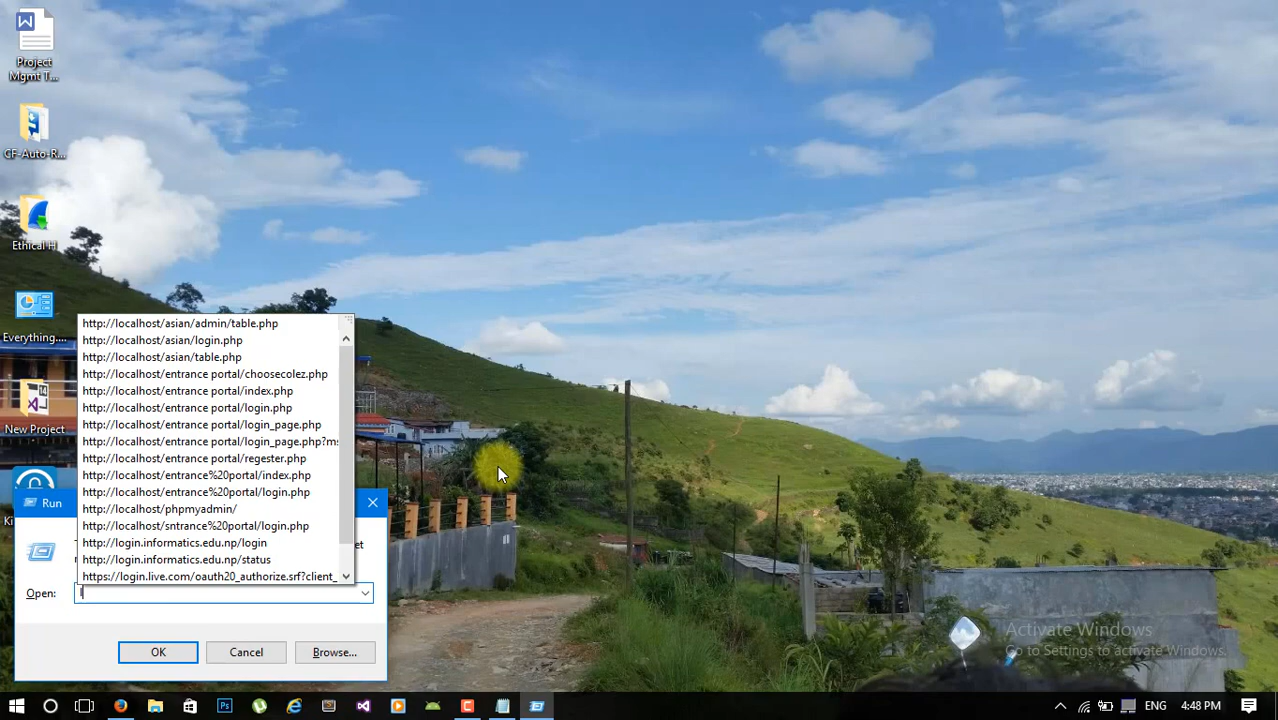 Project
Mgmt T...
CF-Auto-R...
Ethical H
Everything....
New Project
http://localhost/asian/admin/table.php
http://localhost/asian/login.php
http://localhost/asian/table.php
http://localhost/entrance portal/choosecolez.php
http://localhost/entrance portal/index.php
http://localhost/entrance portal/login.php
http://localhost/entrance portal/login_page.php
http://localhost/entrance portal/login_page.php?ms
http://localhost/entrance portal/regester.php
http://localhost/entrance%20portal/index.php
http://localhost/entrance%20portal/login.php
http://localhost/phpmyadmin/
http://localhost/sntrance%20portal/login.php
http://login.informatics.edu.np/login
http://login.informatics.edu.np/status
https://login.live.com/oauth20_authorize.srf?client_
Ki
Run
et
Open:
l
OK
Cancel
Browse...
Activate Windows
Go to Settings to activate Windows.
ENG
4:48 PM